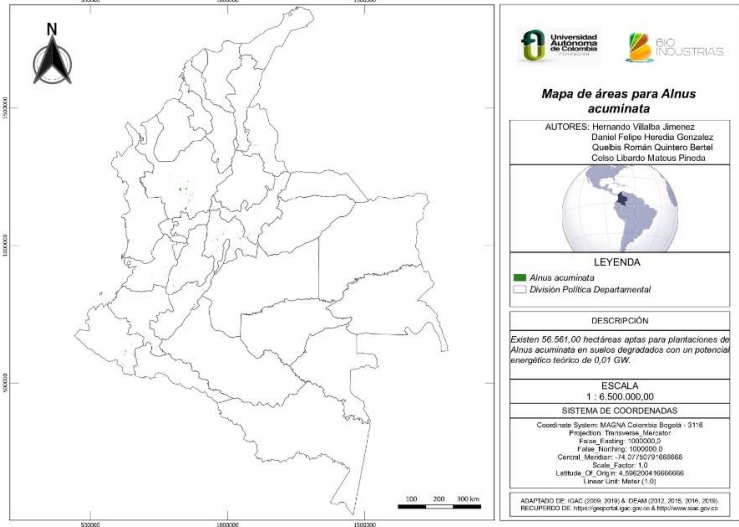 500000
1000000
1500000
N
1500000
1000000
500000
100 200 300 km
500000
1000000
1500000
Universidad
Autónoma
de Colombia
FUNDACIÓN
BIO
INDUSTRIAS
Mapa de áreas para Alnus
acuminata
AUTORES: Hernando Villalba Jimenez
Daniel Felipe Heredia Gonzalez
Quelbis Román Quintero Bertel
Celso Libardo Mateus Pineda
LEYENDA
Alnus acuminata
División Política Departamental
DESCRIPCIÓN
Existen 56.561,00 hectáreas aptas para plantaciones de
Alnus acuminata en suelos degradados con un potencial
energético teórico de 0,01 GW.
ESCALA
1 : 6.500.000,00
SISTEMA DE COORDENADAS
Coordinate System: MAGNA Colombia Bogotá - 3116
Projection: Transverse_Mercator
False_Easting: 1000000,0
False_Northing: 1000000,0
Central_Meridian: -74,07750791666666
Scale_Factor: 1,0
Latitude_Of_Origin: 4,596200416666666
Linear Unit: Meter (1.0)
ADAPTADO DE: IGAC (2009, 2019) & IDEAM (2012, 2015, 2016, 2019).
RECUPERDO DE: https://geoportal.igac.gov.co & http://www.siac.gov.co